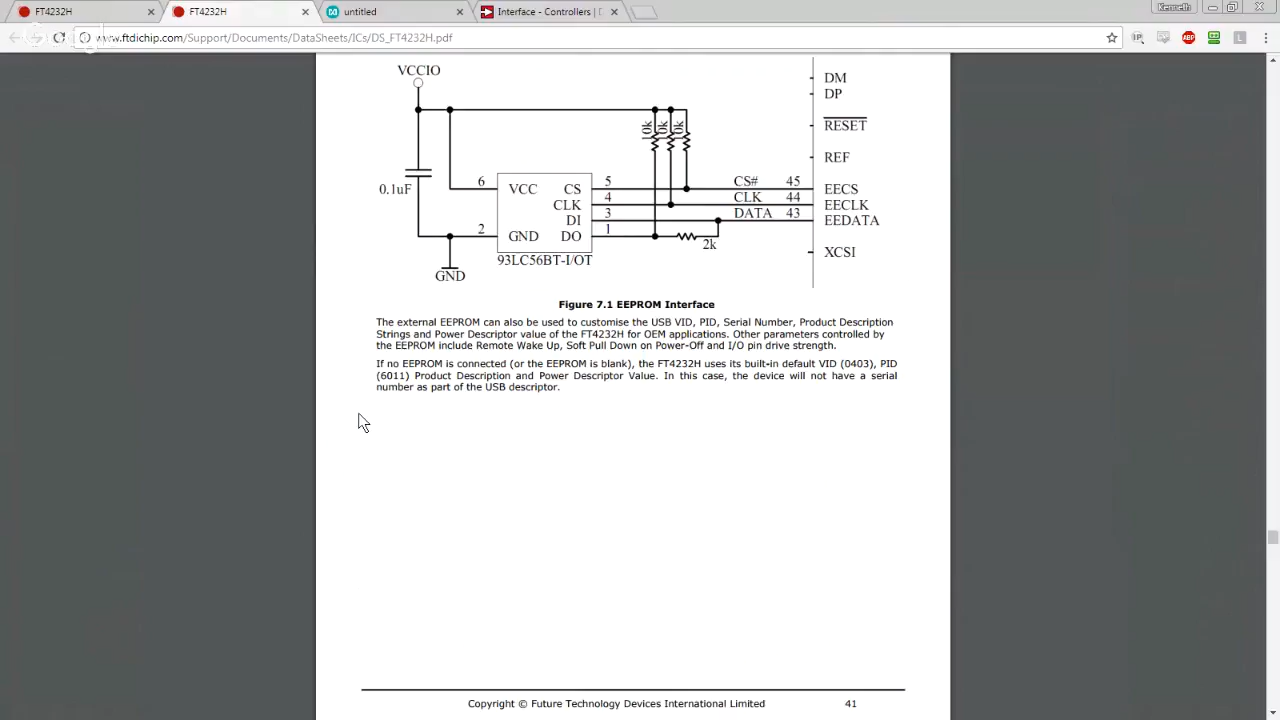 FT4232H
FT4232H
untitled
Interface - Controllers | D
Kenneth
www.ftdichip.com/Support/Documents/DataSheets/ICs/DS_FT4232H.pdf
VCCIO
DM
DP
RESET
REF
10k 10k 10k
0.1uF
6 VCC CS 5 CS# 45 EECS
CLK 4 CLK 44 EECLK
DI 3 DATA 43 EEDATA
2 GND DO 1
2k
XCSI
93LC56BT-I/OT
GND
Figure 7.1 EEPROM Interface
The external EEPROM can also be used to customise the USB VID, PID, Serial Number, Product Description
Strings and Power Descriptor value of the FT4232H for OEM applications. Other parameters controlled by
the EEPROM include Remote Wake Up, Soft Pull Down on Power-Off and I/O pin drive strength.
If no EEPROM is connected (or the EEPROM is blank), the FT4232H uses its built-in default VID (0403), PID
(6011) Product Description and Power Descriptor Value. In this case, the device will not have a serial
number as part of the USB descriptor.
Copyright © Future Technology Devices International Limited 41